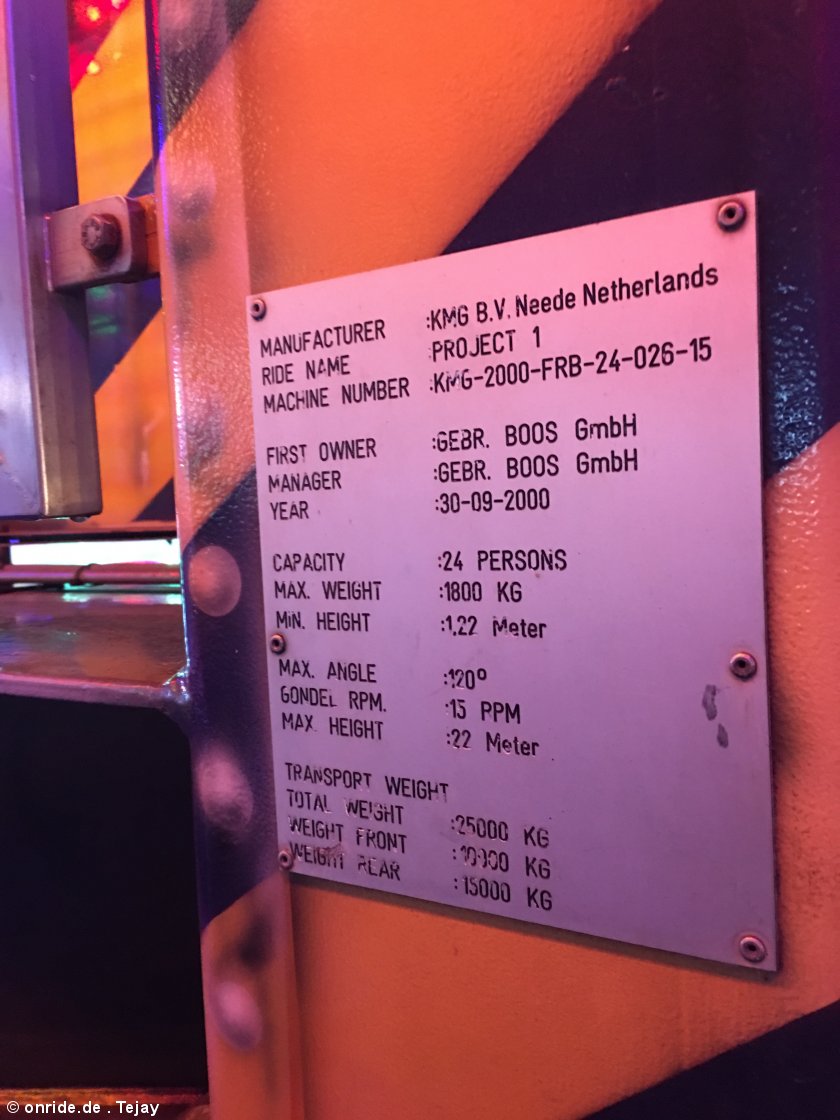 MANUFACTURER :KMG B.V. Neede Netherlands
RIDE NAME :PROJECT 1
MACHINE NUMBER :KMG-2000-FRB-24-026-15
FIRST OWNER :GEBR. BOOS GmbH
MANAGER :GEBR. BOOS GmbH
YEAR :30-09-2000
CAPACITY :24 PERSONS
MAX. WEIGHT :1800 KG
MIN. HEIGHT :1,22 Meter
MAX. ANGLE :120°
GONDEL RPM. :15 PPM
MAX. HEIGHT :22 Meter
TRANSPORT WEIGHT
TOTAL WEIGHT :25000 KG
WEIGHT FRONT :10000 KG
WEIGHT REAR :15000 KG
© onride.de . Tejay